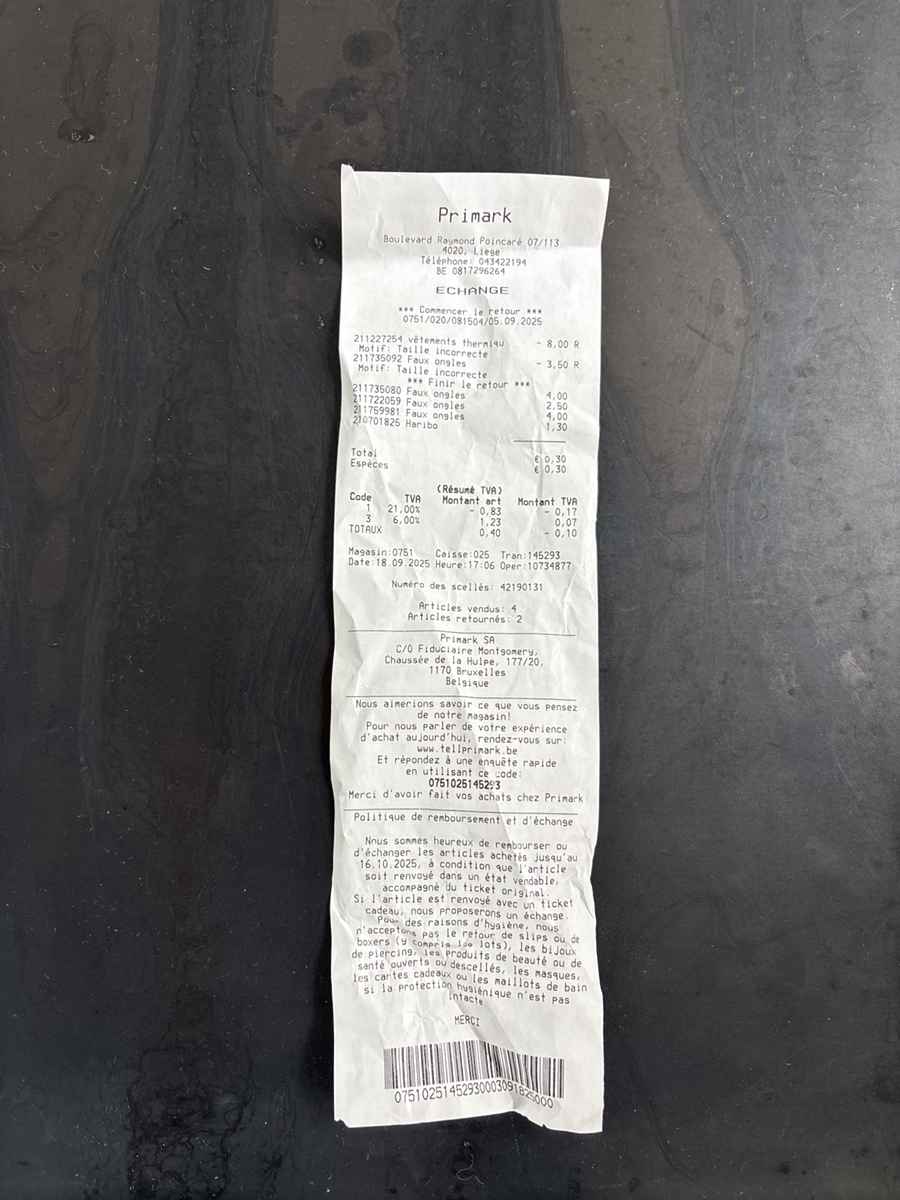 Primark
Boulevard Raymond Poincaré 07/113
4020, Liege
Téléphone: 043422194
BE 0817296264
ECHANGE
*** Commencer le retour ***
0751/020/081504/05.09.2025
211227254 vêtements thermiqu - 8,00 R
Motif: Taille incorrecte
211735092 Faux ongles - 3,50 R
Motif: Taille incorrecte
*** Finir le retour ***
211735080 Faux ongles 4,00
211722059 Faux ongles 2,50
211759981 Faux ongles 4,00
210701825 Haribo 1,30
Total € 0,30
Espèces € 0,30
(Résumé TVA)
Code TVA Montant art Montant TVA
1 21,00% - 0,83 - 0,17
3 6,00% 1,23 0,07
TOTAUX 0,40 - 0,10
Magasin:0751 Caisse:025 Tran:145293
Date:18.09.2025 Heure:17:06 Oper:10734877
Numéro des scellés: 42190131
Articles vendus: 4
Articles retournés: 2
Primark SA
C/O Fiduciaire Montgomery,
Chaussée de la Hulpe, 177/20,
1170 Bruxelles
Belgique
Nous aimerions savoir ce que vous pensez
de notre magasin!
Pour nous parler de votre expérience
d'achat aujourd'hui, rendez-vous sur:
www.tellprimark.be
Et répondez à une enquête rapide
en utilisant ce code:
0751025145293
Merci d'avoir fait vos achats chez Primark
Politique de remboursement et d'échange
Nous sommes heureux de rembourser ou
d'échanger les articles achetés jusqu'au
16.10.2025, à condition que l'article
soit renvoyé dans un état vendable,
accompagné du ticket original.
Si l'article est renvoyé avec un ticket
cadeau, nous proposerons un échange.
Pour des raisons d'hygiène, nous
n'acceptons pas le retour de slips ou de
boxers (y compris les lots), les bijoux
de piercing, les produits de beauté ou de
santé ouverts ou descellés, les masques,
les cartes cadeaux ou les maillots de bain
si la protection hygiénique n'est pas
intacte.
MERCI
07510251452930003091825000